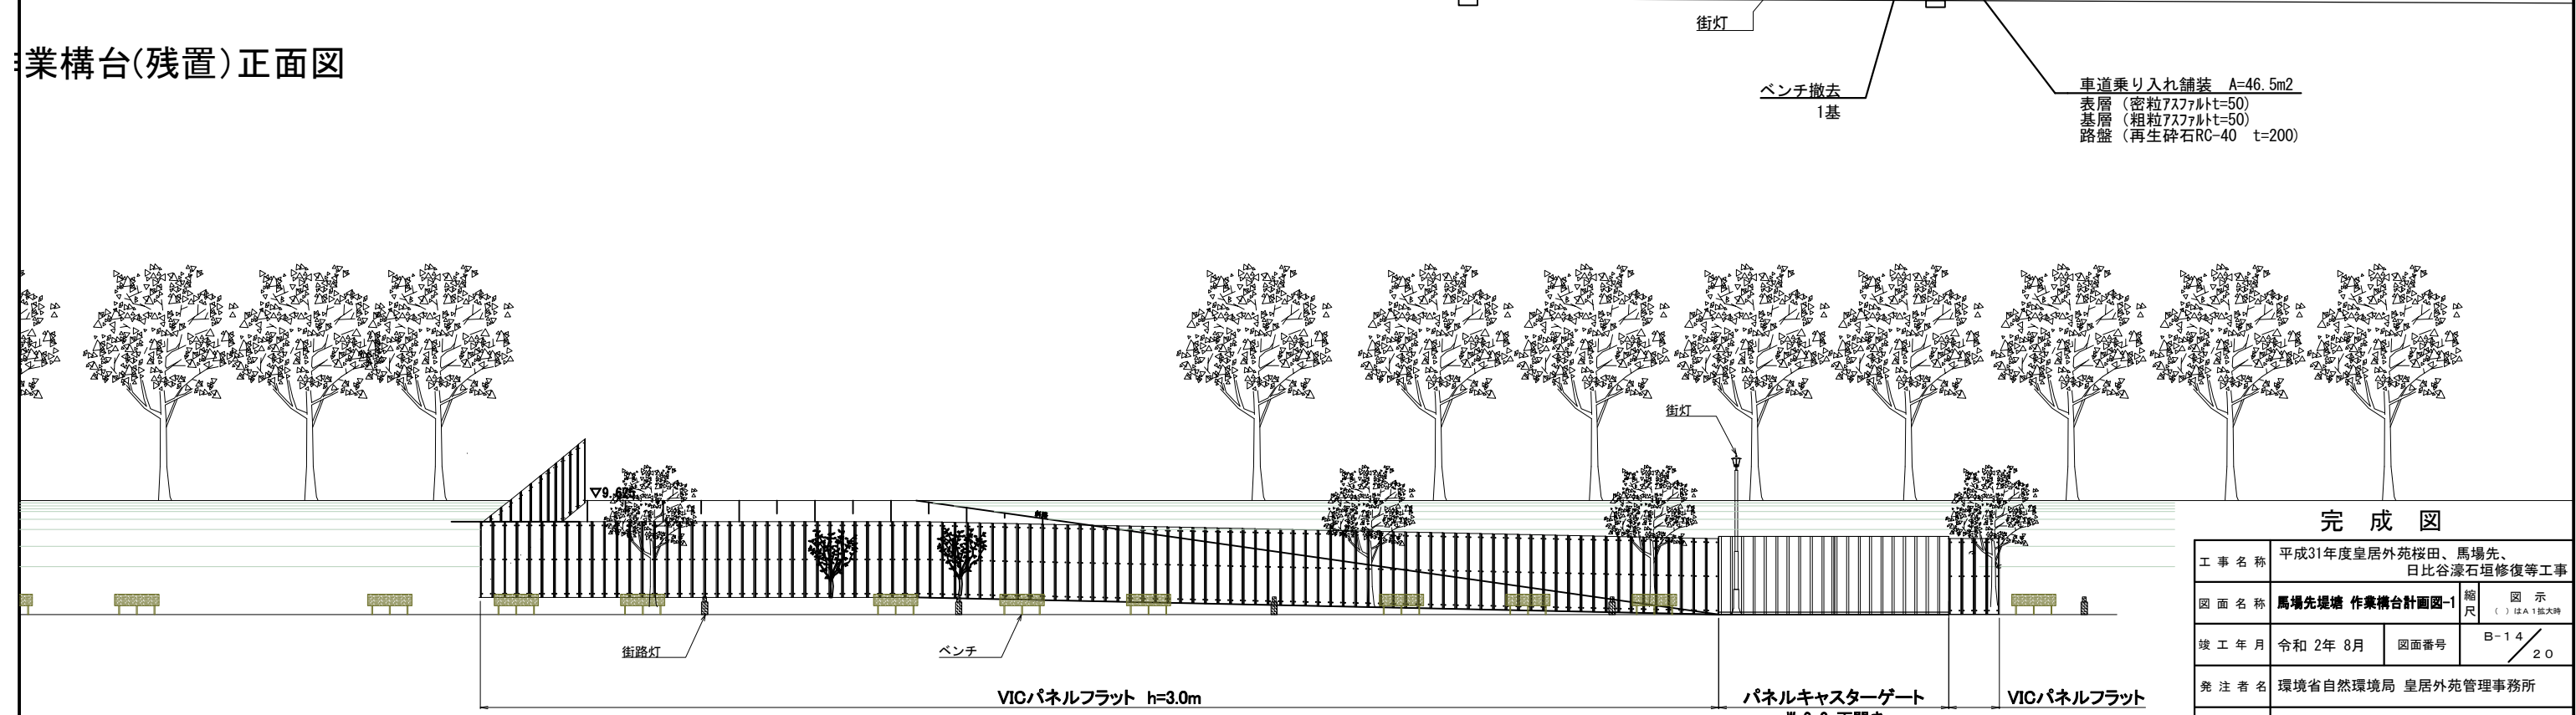 業構台(残置)正面図
街灯
ベンチ撤去
1基
車道乗り入れ舗装 A=46.5m2
表層（密粒ｱｽﾌｧﾙﾄt=50)
基層（粗粒ｱｽﾌｧﾙﾄt=50)
路盤（再生砕石RC-40 t=200)
街灯
▽9.625
街路灯
ベンチ
VICパネルフラット h=3.0m
パネルキャスターゲート
VICパネルフラット
完成図
工事名称 平成31年度皇居外苑桜田、馬場先、
日比谷濠石垣修復等工事
図面名称 馬場先堤塘 作業構台計画図-1 縮尺 図示
（ ）はA1拡大時
竣工年月 令和 2年 8月 図面番号 B-14／20
発注者名 環境省自然環境局 皇居外苑管理事務所